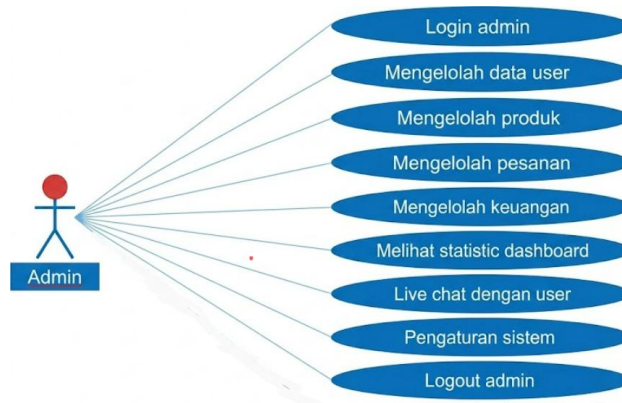 Login admin
Mengelolah data user
Mengelolah produk
Mengelolah pesanan
Mengelolah keuangan
Melihat statistic dashboard
Live chat dengan user
Pengaturan sistem
Logout admin
Admin